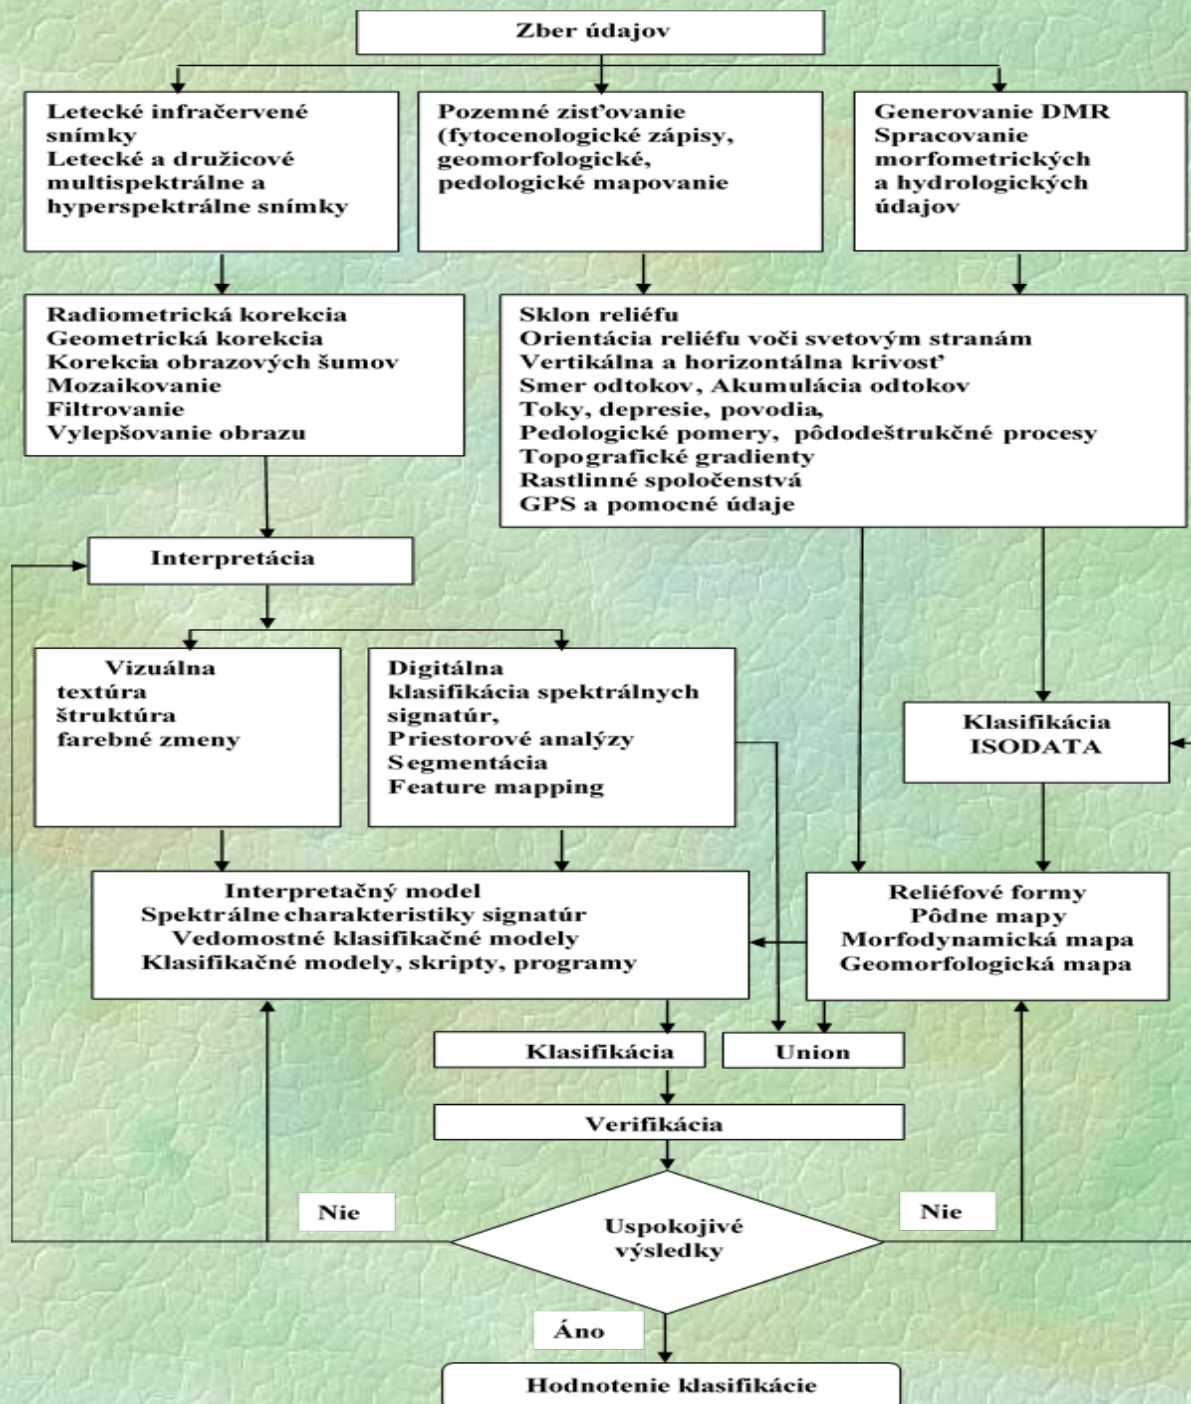 Zber údajov
Letecké infračervené
snímky
Letecké a družicové
multispektrálne a
hyperspektrálne snímky
Pozemné zisťovanie
(fytocenologické zápisy,
geomorfologické,
pedologické mapovanie
Generovanie DMR
Spracovanie
morfometrických
a hydrologických
údajov
Radiometrická korekcia
Geometrická korekcia
Korekcia obrazových šumov
Mozaikovanie
Filtrovanie
Vylepšovanie obrazu
Sklon reliéfu
Orientácia reliéfu voči svetovým stranám
Vertikálna a horizontálna krivosť
Smer odtokov, Akumulácia odtokov
Toky, depresie, povodia,
Pedologické pomery, pôdodeštrukčné procesy
Topografické gradienty
Rastlinné spoločenstvá
GPS a pomocné údaje
Interpretácia
Vizuálna
textúra
štruktúra
farebné zmeny
Digitálna
klasifikácia spektrálnych
signatúr,
Priestorové analýzy
Segmentácia
Feature mapping
Klasifikácia
ISODATA
Interpretačný model
Spektrálne charakteristiky signatúr
Vedomostné klasifikačné modely
Klasifikačné modely, skripty, programy
Reliéfové formy
Pôdne mapy
Morfodynamická mapa
Geomorfologická mapa
Klasifikácia
Union
Verifikácia
Nie
Uspokojivé
výsledky
Nie
Áno
Hodnotenie klasifikácie